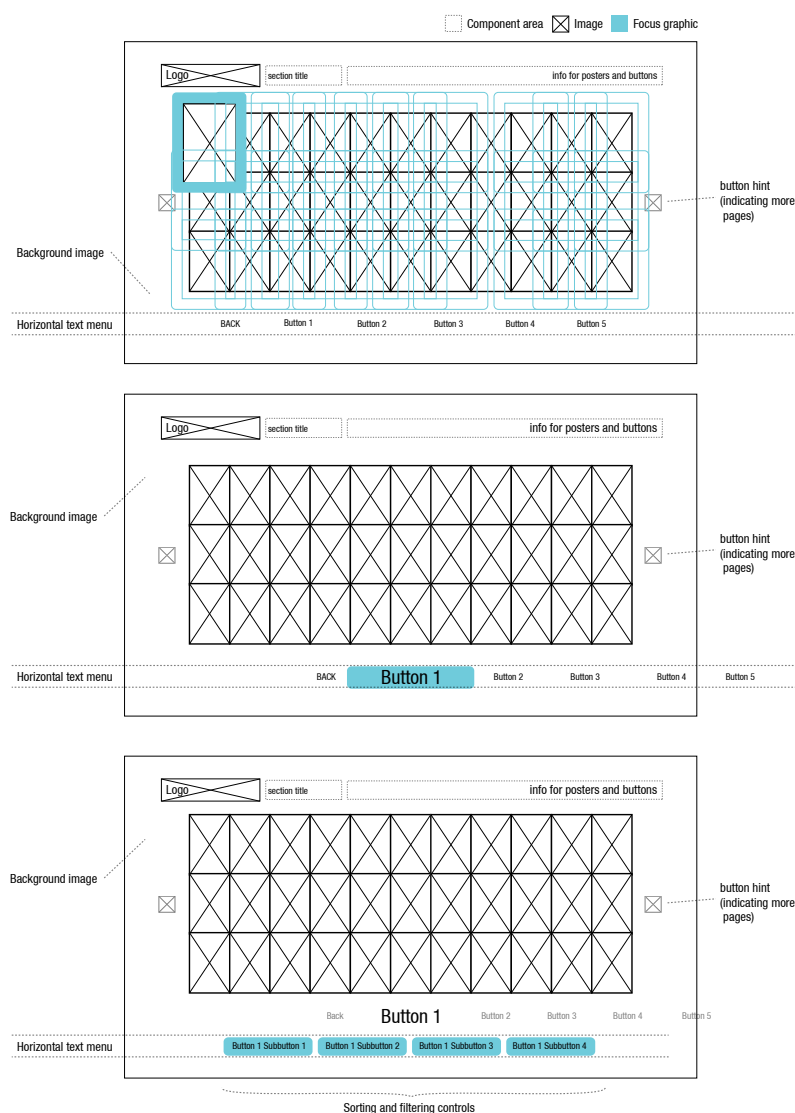 Component area Image Focus graphic
Logo section title info for posters and buttons
button hint
(indicating more
pages)
Background image
Horizontal text menu BACK Button 1 Button 2 Button 3 Button 4 Button 5
Logo section title info for posters and buttons
Background image
button hint
(indicating more
pages)
Horizontal text menu BACK Button 1 Button 2 Button 3 Button 4 Button 5
Logo section title info for posters and buttons
Background image
button hint
(indicating more
pages)
Back Button 1 Button 2 Button 3 Button 4 Button 5
Horizontal text menu Button 1 Subbutton 1 Button 1 Subbutton 2 Button 1 Subbutton 3 Button 1 Subbutton 4
Sorting and filtering controls